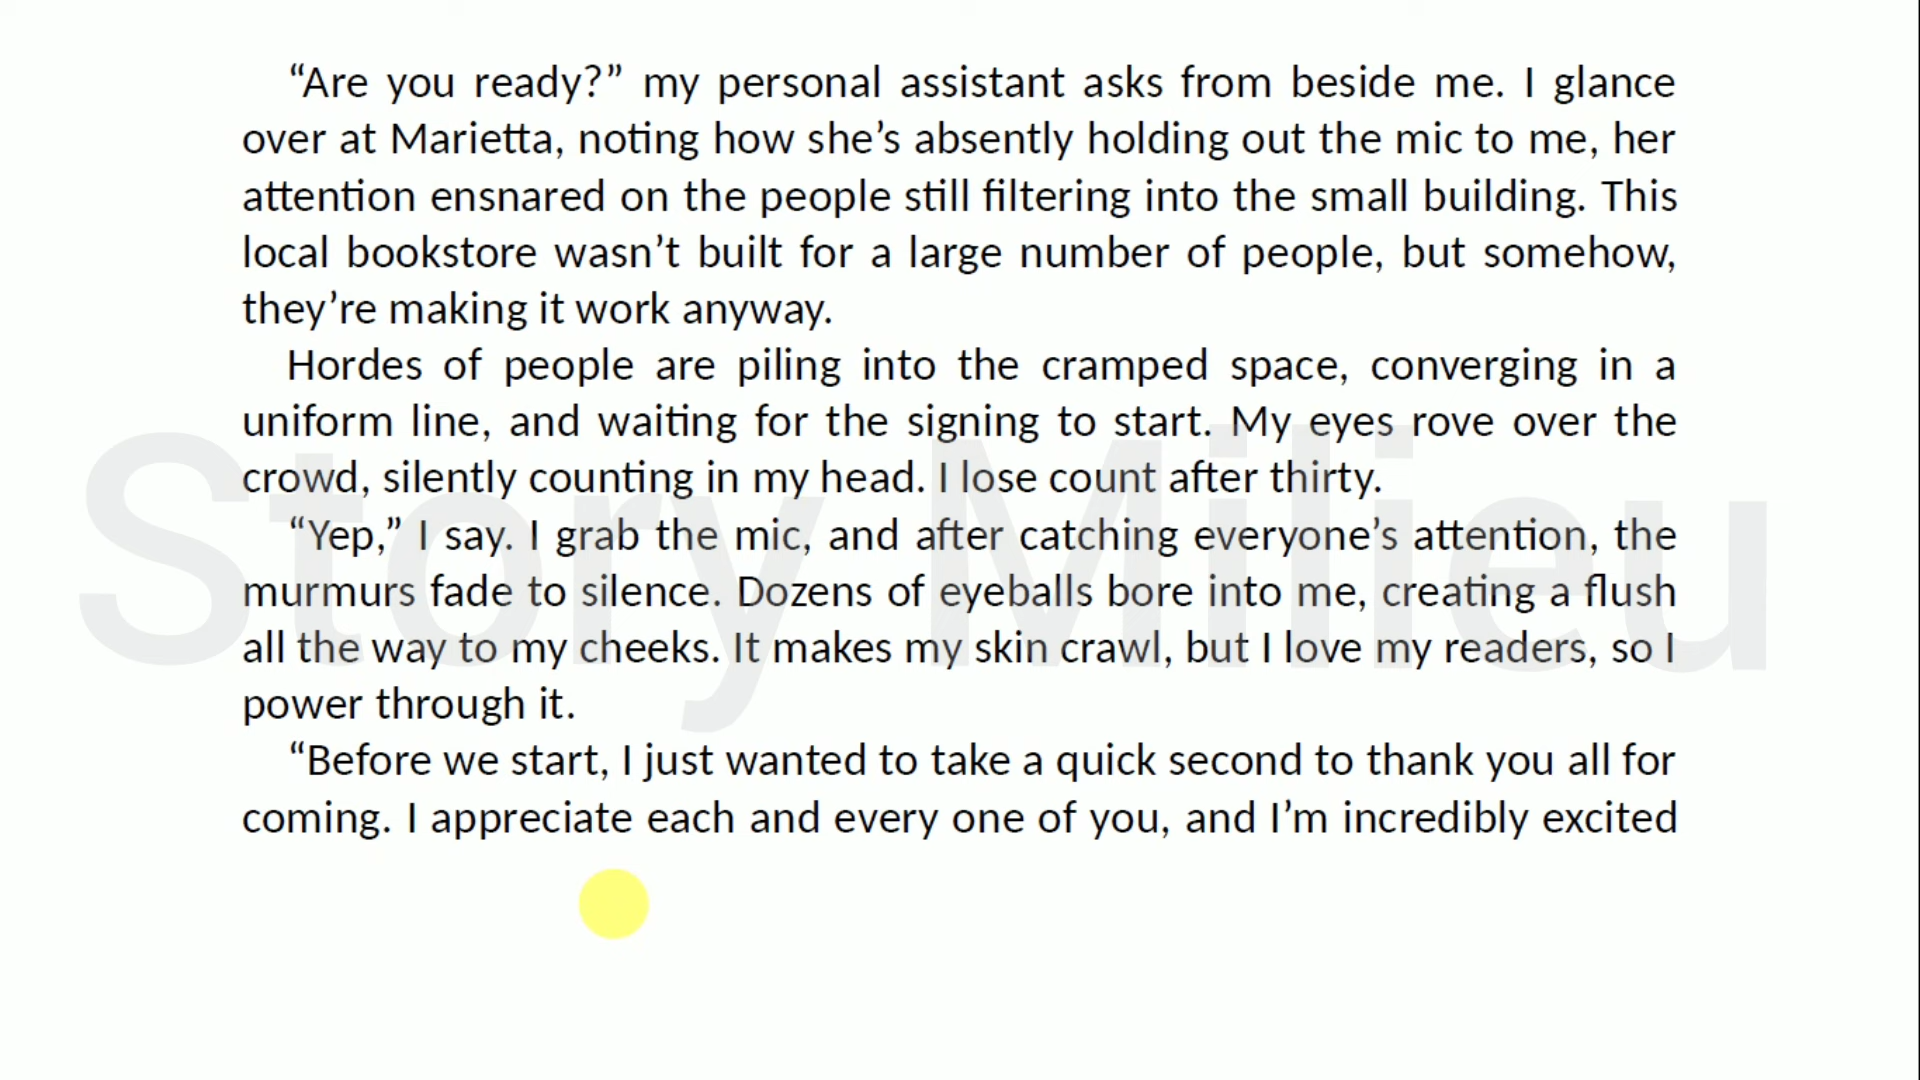 “Are you ready?” my personal assistant asks from beside me. I glance
over at Marietta, noting how she’s absently holding out the mic to me, her
attention ensnared on the people still filtering into the small building. This
local bookstore wasn’t built for a large number of people, but somehow,
they’re making it work anyway.
Hordes of people are piling into the cramped space, converging in a
uniform line, and waiting for the signing to start. My eyes rove over the
crowd, silently counting in my head. I lose count after thirty.
“Yep,” I say. I grab the mic, and after catching everyone’s attention, the
murmurs fade to silence. Dozens of eyeballs bore into me, creating a flush
all the way to my cheeks. It makes my skin crawl, but I love my readers, so I
power through it.
“Before we start, I just wanted to take a quick second to thank you all for
coming. I appreciate each and every one of you, and I’m incredibly excited
Story Milieu